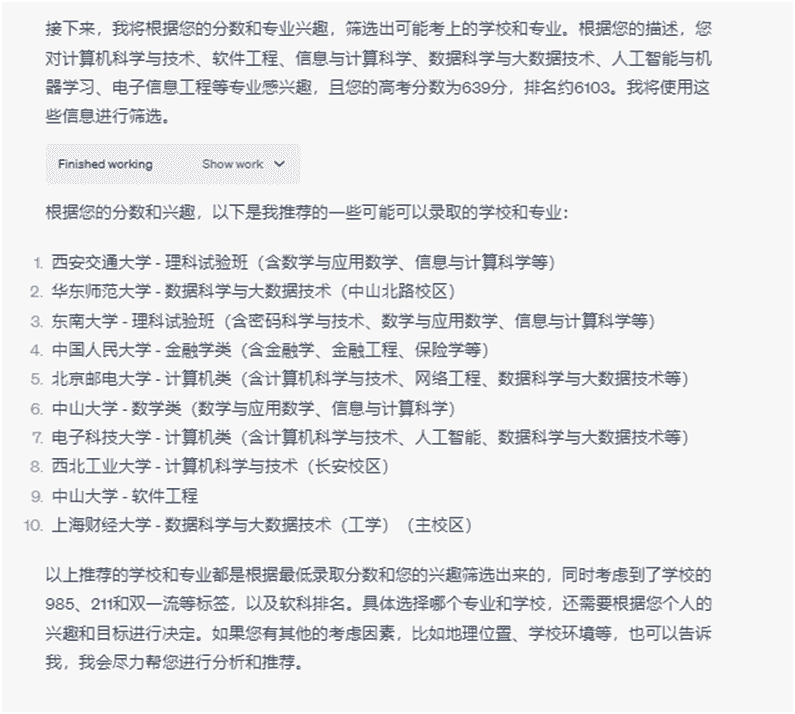 接下来，我将根据您的分数和专业兴趣，筛选出可能考上的学校和专业。根据您的描述，您
对计算机科学与技术、软件工程、信息与计算科学、数据科学与大数据技术、人工智能与机
器学习、电子信息工程等专业感兴趣，且您的高考分数为639分，排名约6103。我将使用这
些信息进行筛选。
Finished working Show work
根据您的分数和兴趣，以下是我推荐的一些可能可以录取的学校和专业：
1. 西安交通大学 - 理科试验班（含数学与应用数学、信息与计算科学等）
2. 华东师范大学 - 数据科学与大数据技术（中山北路校区）
3. 东南大学 - 理科试验班（含密码科学与技术、数学与应用数学、信息与计算科学等）
4. 中国人民大学 - 金融学类（含金融学、金融工程、保险学等）
5. 北京邮电大学 - 计算机类（含计算机科学与技术、网络工程、数据科学与大数据技术等）
6. 中山大学 - 数学类（数学与应用数学、信息与计算科学）
7. 电子科技大学 - 计算机类（含计算机科学与技术、人工智能、数据科学与大数据技术等）
8. 西北工业大学 - 计算机科学与技术（长安校区）
9. 中山大学 - 软件工程
10. 上海财经大学 - 数据科学与大数据技术（工学）（主校区）
以上推荐的学校和专业都是根据最低录取分数和您的兴趣筛选出来的，同时考虑到了学校的
985、211和双一流等标签，以及软科排名。具体选择哪个专业和学校，还需要根据您个人的
兴趣和目标进行决定。如果您有其他的考虑因素，比如地理位置、学校环境等，也可以告诉
我，我会尽力帮您进行分析和推荐。